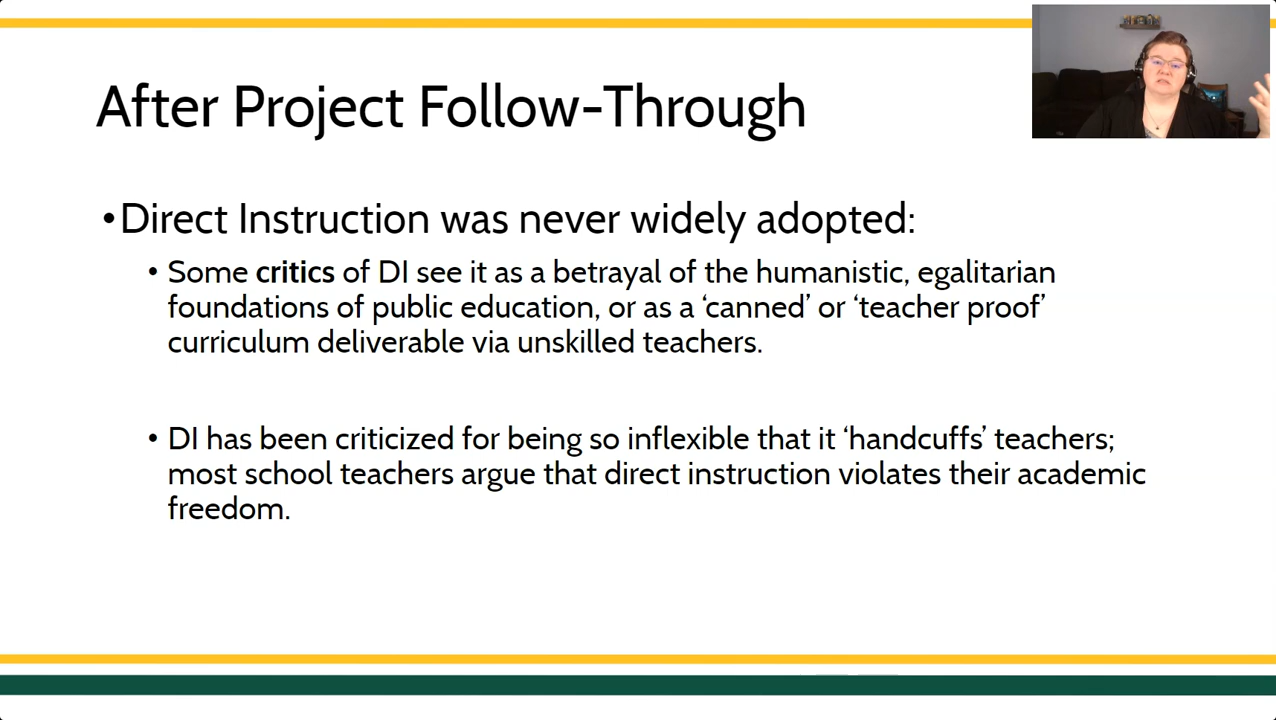 After Project Follow-Through
•Direct Instruction was never widely adopted:
• Some critics of DI see it as a betrayal of the humanistic, egalitarian
foundations of public education, or as a ‘canned’ or ‘teacher proof’
curriculum deliverable via unskilled teachers.
• DI has been criticized for being so inflexible that it ‘handcuffs’ teachers;
most school teachers argue that direct instruction violates their academic
freedom.